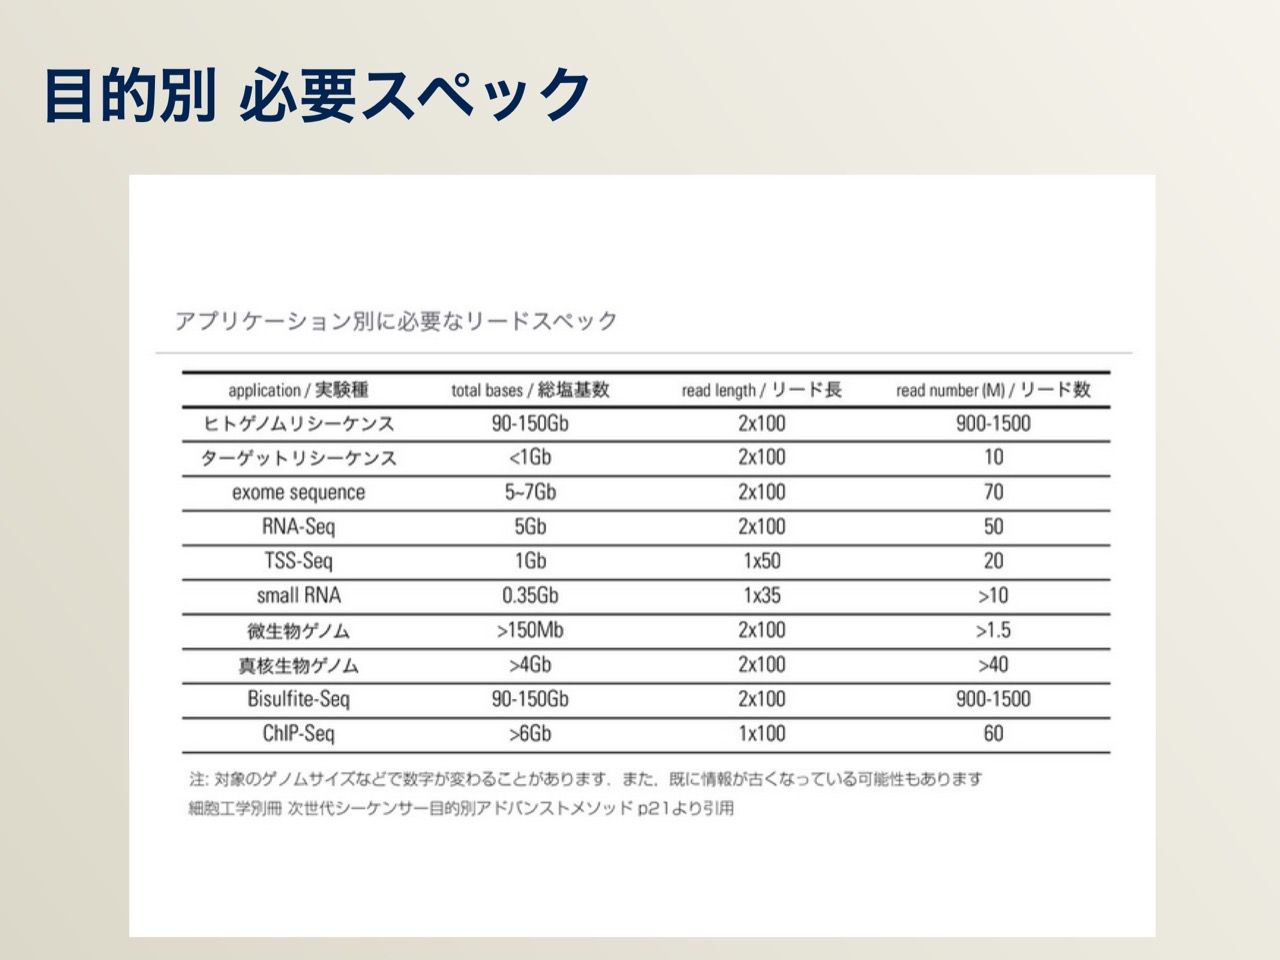 目的別 必要スペック
アプリケーション別に必要なリードスペック
application / 実験種 total bases / 総塩基数 read length / リード長 read number (M) / リード数
ヒトゲノムリシーケンス 90-150Gb 2x100 900-1500
ターゲットリシーケンス <1Gb 2x100 10
exome sequence 5~7Gb 2x100 70
RNA-Seq 5Gb 2x100 50
TSS-Seq 1Gb 1x50 20
small RNA 0.35Gb 1x35 >10
微生物ゲノム >150Mb 2x100 >1.5
真核生物ゲノム >4Gb 2x100 >40
Bisulfite-Seq 90-150Gb 2x100 900-1500
ChIP-Seq >6Gb 1x100 60
注: 対象のゲノムサイズなどで数字が変わることがあります．また，既に情報が古くなっている可能性もあります
細胞工学別冊 次世代シーケンサー目的別アドバンストメソッド p21より引用